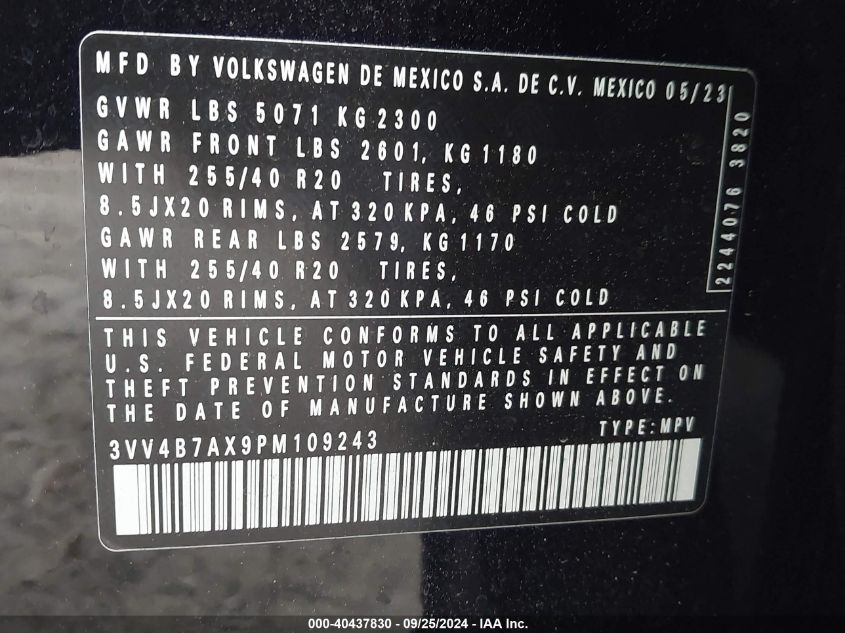 MFD BY VOLKSWAGEN DE MEXICO S.A. DE C.V. MEXICO 05/23
GVWR LBS 5071 KG 2300
GAWR FRONT LBS 2601, KG 1180
WITH 255/40 R20 TIRES,
8.5JX20 RIMS, AT 320 KPA, 46 PSI COLD
GAWR REAR LBS 2579, KG 1170
WITH 255/40 R20 TIRES,
8.5JX20 RIMS, AT 320 KPA, 46 PSI COLD
2244076 3820
THIS VEHICLE CONFORMS TO ALL APPLICABLE
U.S. FEDERAL MOTOR VEHICLE SAFETY AND
THEFT PREVENTION STANDARDS IN EFFECT ON
THE DATE OF MANUFACTURE SHOWN ABOVE.
3VV4B7AX9PM109243
TYPE: MPV
000-40437830 - 09/25/2024 - IAA Inc.